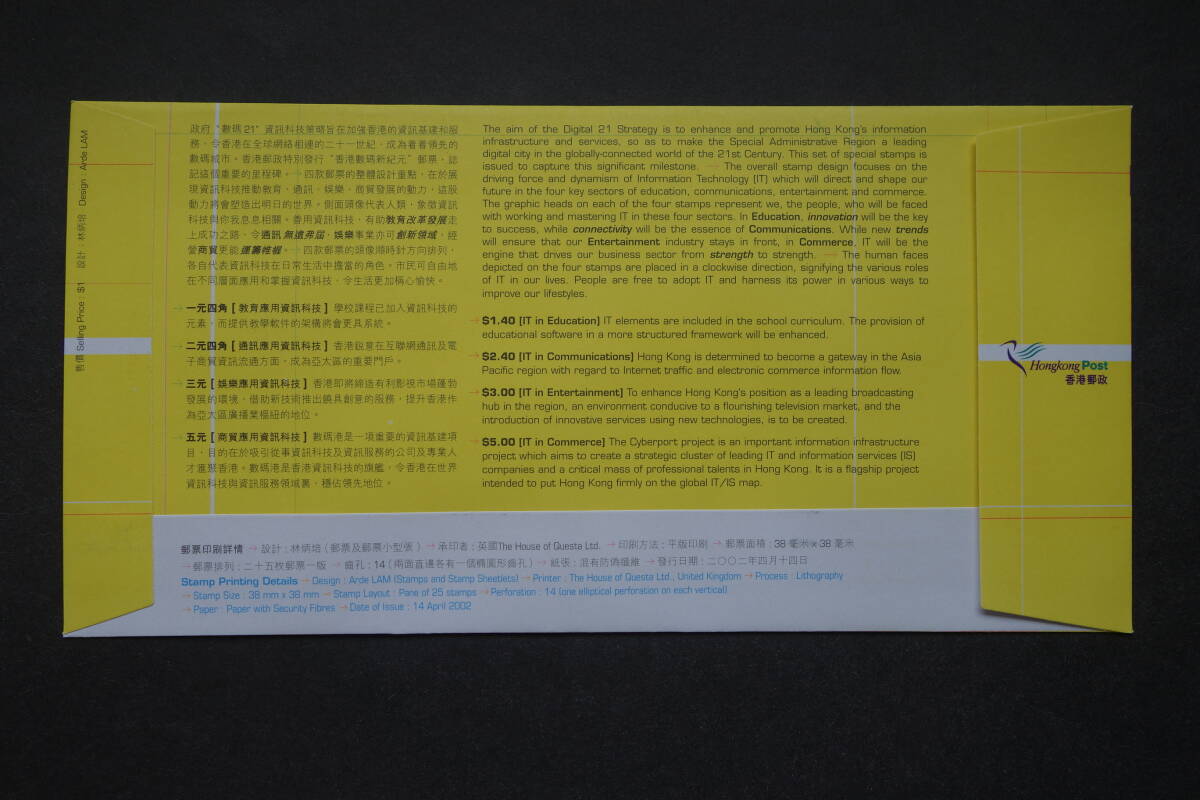 售價 Selling Price : $1 設計 : 林炳培 Design : Arde LAM
政府“數碼21”資訊科技策略旨在加強香港的資訊基建和服
務，令香港在全球網絡相連的二十一世紀，成為着着領先的
數碼城市。香港郵政特別發行“香港數碼新紀元”郵票，誌
記這個重要的里程碑。→ 四款郵票的整體設計重點，在於展
現資訊科技推動教育、通訊、娛樂、商貿發展的動力，這股
動力將會塑造出明日的世界。側面頭像代表人類，象徵資訊
科技與你我息息相關。善用資訊科技，有助教育改革發展走
上成功之路，令通訊無遠弗屆，娛樂事業亦可創新領域，經
營商貿更能運籌帷幄。→ 四款郵票的頭像順時針方向排列，
各自代表資訊科技在日常生活中擔當的角色。市民可自由地
在不同層面應用和掌握資訊科技，令生活更加稱心愉快。
→ 一元四角 [ 教育應用資訊科技 ] 學校課程已加入資訊科技的
元素，而提供教學軟件的架構將會更具系統。
→ 二元四角 [ 通訊應用資訊科技 ] 香港銳意在互聯網通訊及電
子商貿資訊流通方面，成為亞太區的重要門戶。
→ 三元 [ 娛樂應用資訊科技 ] 香港即將締造有利影視市場蓬勃
發展的環境，借助新技術推出饒具創意的服務，提升香港作
為亞太區廣播業樞紐的地位。
→ 五元 [ 商貿應用資訊科技 ] 數碼港是一項重要的資訊基建項
目，目的在於吸引從事資訊科技及資訊服務的公司及專業人
才滙聚香港。數碼港是香港資訊科技的旗艦，令香港在世界
資訊科技與資訊服務領域裏，穩佔領先地位。
The aim of the Digital 21 Strategy is to enhance and promote Hong Kong's information
infrastructure and services, so as to make the Special Administrative Region a leading
digital city in the globally-connected world of the 21st Century. This set of special stamps is
issued to capture this significant milestone. → The overall stamp design focuses on the
driving force and dynamism of Information Technology [IT] which will direct and shape our
future in the four key sectors of education, communications, entertainment and commerce.
The graphic heads on each of the four stamps represent we, the people, who will be faced
with working and mastering IT in these four sectors. In Education, innovation will be the key
to success, while connectivity will be the essence of Communications. While new trends
will ensure that our Entertainment industry stays in front, in Commerce, IT will be the
engine that drives our business sector from strength to strength. → The human faces
depicted on the four stamps are placed in a clockwise direction, signifying the various roles
of IT in our lives. People are free to adopt IT and harness its power in various ways to
improve our lifestyles.
→ $1.40 [IT in Education] IT elements are included in the school curriculum. The provision of
educational software in a more structured framework will be enhanced.
→ $2.40 [IT in Communications] Hong Kong is determined to become a gateway in the Asia
Pacific region with regard to Internet traffic and electronic commerce information flow.
→ $3.00 [IT in Entertainment] To enhance Hong Kong's position as a leading broadcasting
hub in the region, an environment conducive to a flourishing television market, and the
introduction of innovative services using new technologies, is to be created.
→ $5.00 [IT in Commerce] The Cyberport project is an important information infrastructure
project which aims to create a strategic cluster of leading IT and information services [IS]
companies and a critical mass of professional talents in Hong Kong. It is a flagship project
intended to put Hong Kong firmly on the global IT/IS map.
Hongkong Post
香港郵政
郵票印刷詳情 → 設計 : 林炳培 ( 郵票及郵票小型張 ) → 承印者 : 英國The House of Questa Ltd. → 印刷方法 : 平版印刷 → 郵票面積 : 38 毫米 x 38 毫米
→ 郵票排列 : 二十五枚郵票一版 → 齒孔 : 14 ( 兩面直邊各有一個橢圓形齒孔 ) → 紙張 : 混有防偽纖維 → 發行日期 : 二〇〇二年四月十四日
Stamp Printing Details → Design : Arde LAM (Stamps and Stamp Sheetlets) → Printer : The House of Questa Ltd., United Kingdom → Process : Lithography
→ Stamp Size : 38 mm x 38 mm → Stamp Layout : Pane of 25 stamps → Perforation : 14 (one elliptical perforation on each vertical)
→ Paper : Paper with Security Fibres → Date of Issue : 14 April 2002